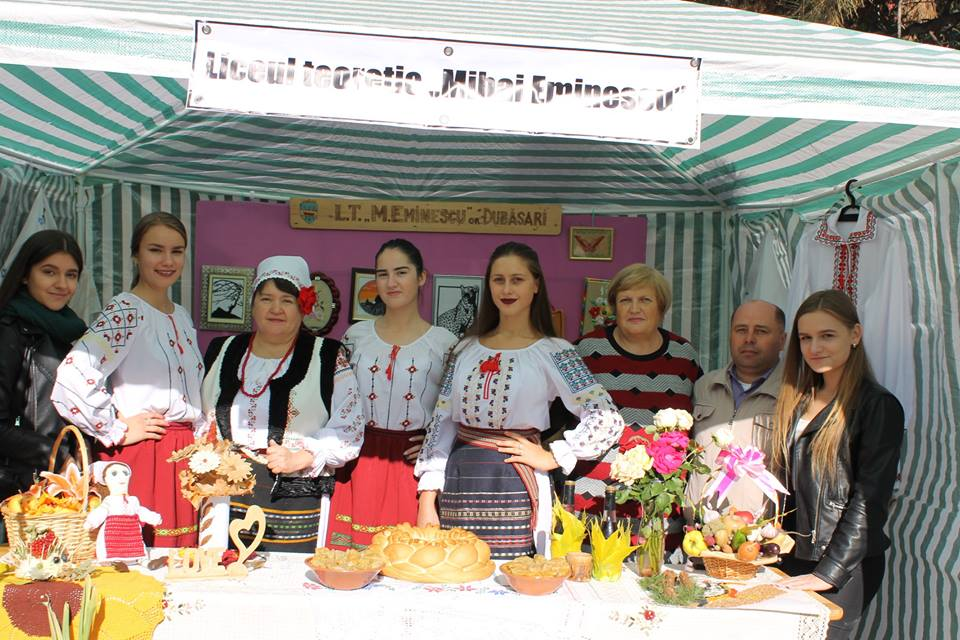 Liceul teoretic „Mihai Eminescu"
L.T. „M.EMINESCU" OR. DUBĂSARI